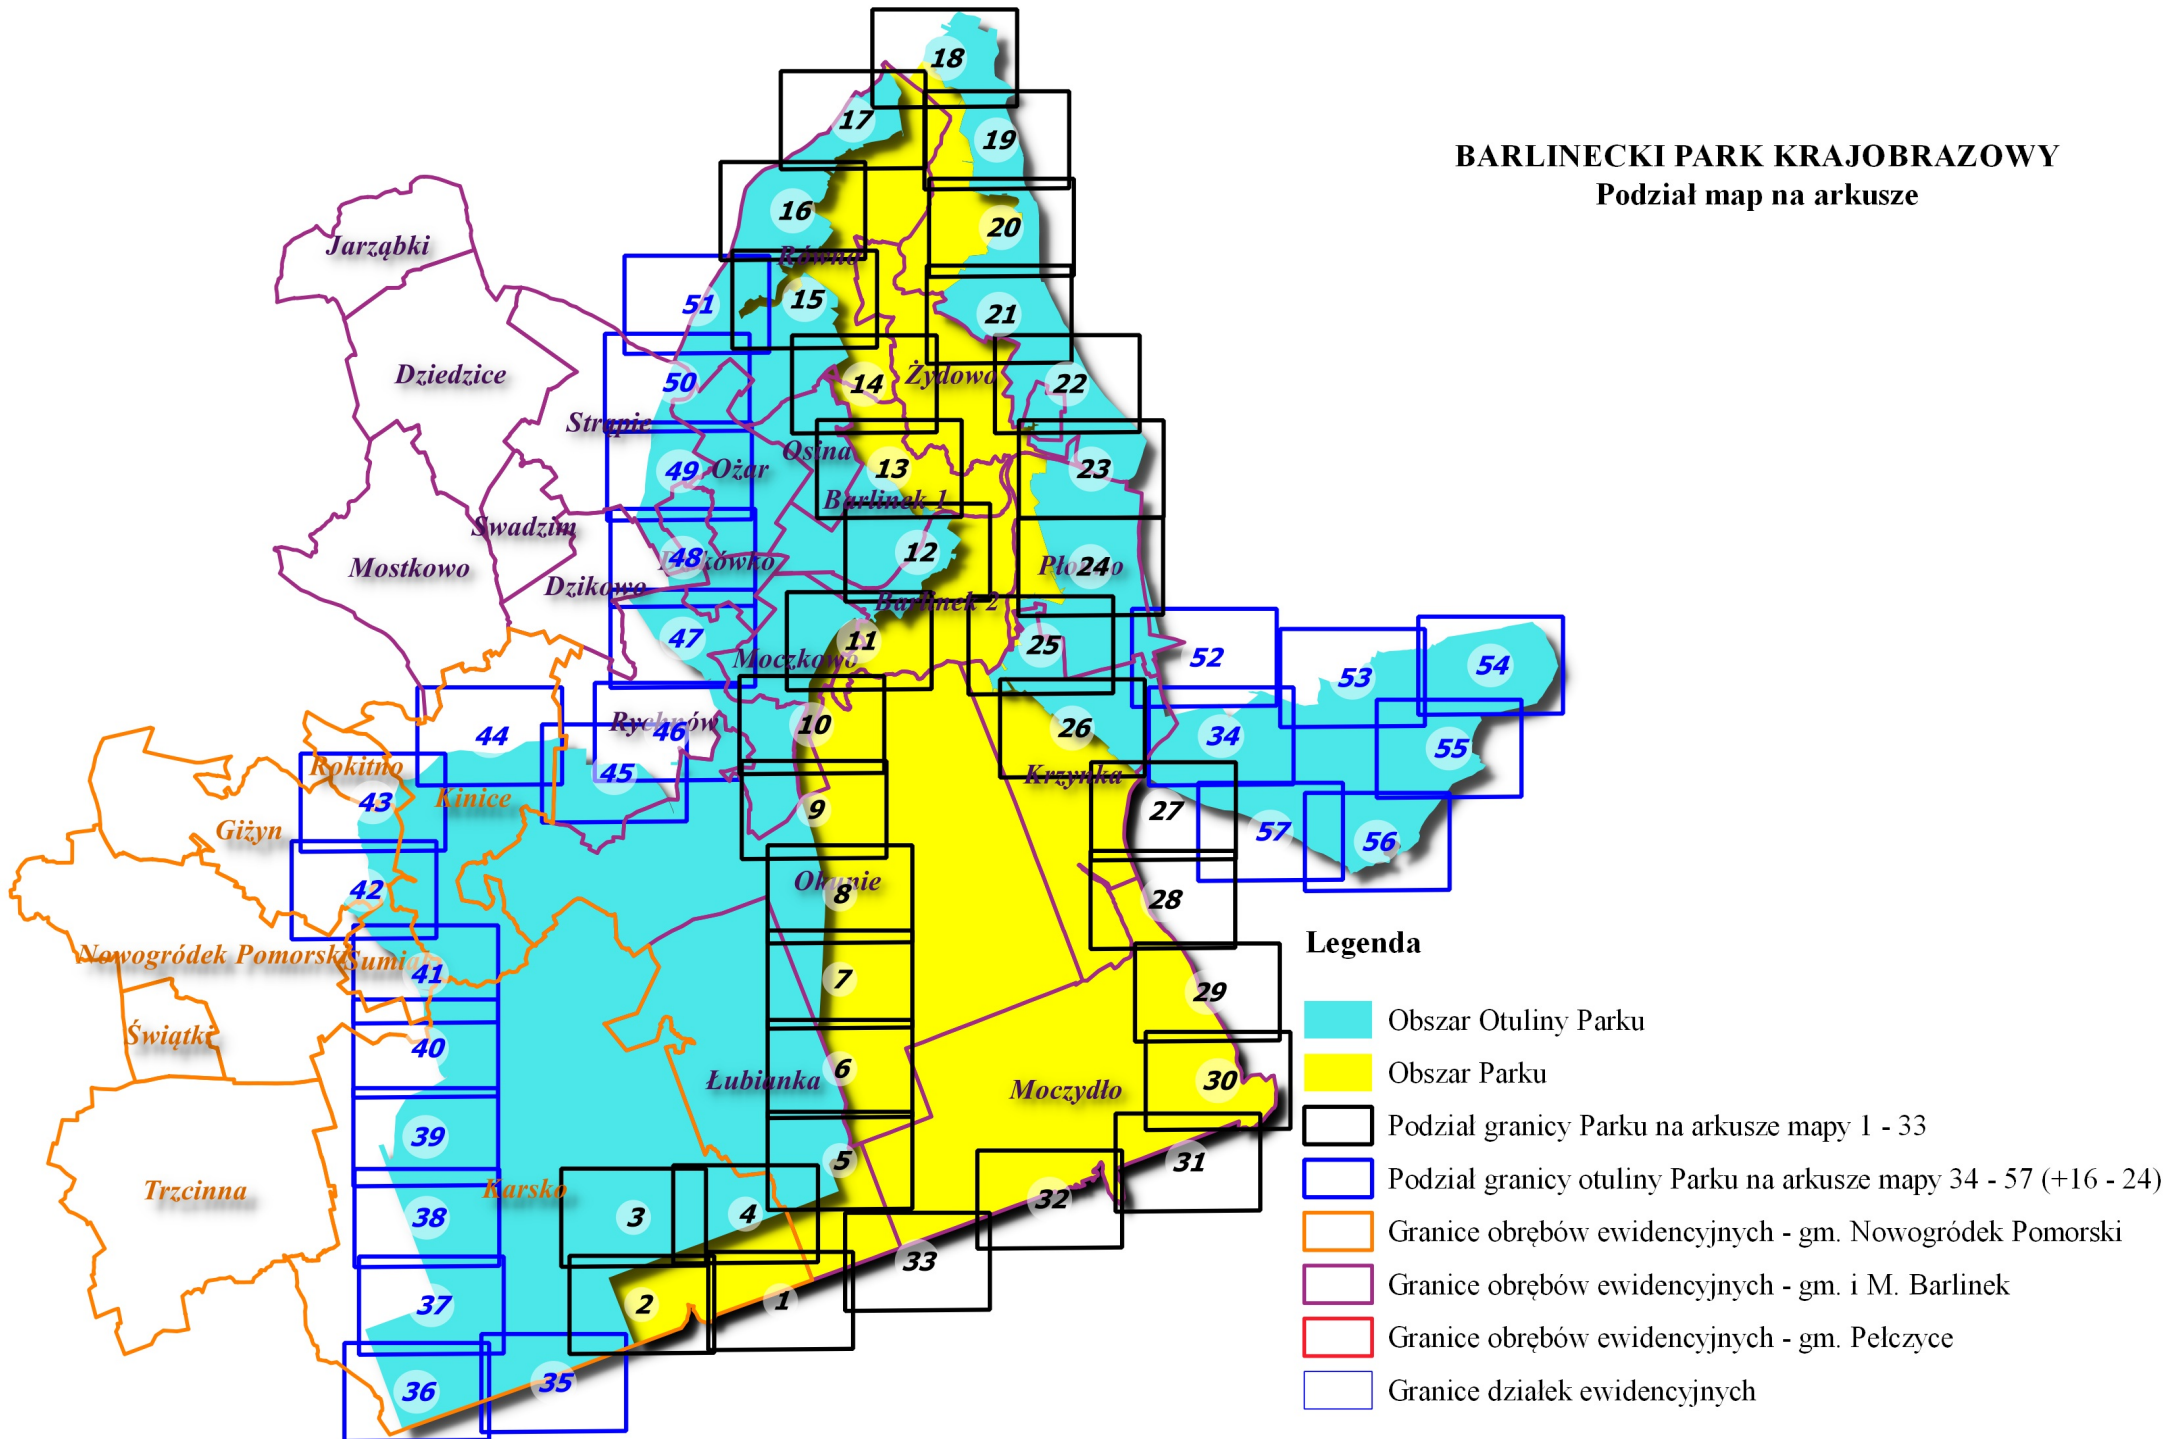 BARLINECKI PARK KRAJOBRAZOWY
Podział map na arkusze
18
17
19
16
20
Jarząbki
Równo
51
15
21
Dziedzice
50
14
Żydowo
22
Strąpie
Osina
49
Ożar
13
23
Barlinek 1
Swadzim
12
48
24
Mostkowo
Dzikowo
Barlinek 2
47
11
25
52
Moczkowo
53
54
44
Rychnów
46
10
26
34
55
Rokitno
45
Krzynka
43
Kinice
9
27
Giżyn
57
56
42
Okunie
8
28
Nowogródek Pomorski
41
7
29
Świątki
40
6
Łubianka
Moczydło
30
39
5
31
Trzcinna
Karsko
38
3
4
32
33
37
2
1
36
35
Legenda
Obszar Otuliny Parku
Obszar Parku
Podział granicy Parku na arkusze mapy 1 - 33
Podział granicy otuliny Parku na arkusze mapy 34 - 57 (+16 - 24)
Granice obrębów ewidencyjnych - gm. Nowogródek Pomorski
Granice obrębów ewidencyjnych - gm. i M. Barlinek
Granice obrębów ewidencyjnych - gm. Pełczyce
Granice działek ewidencyjnych